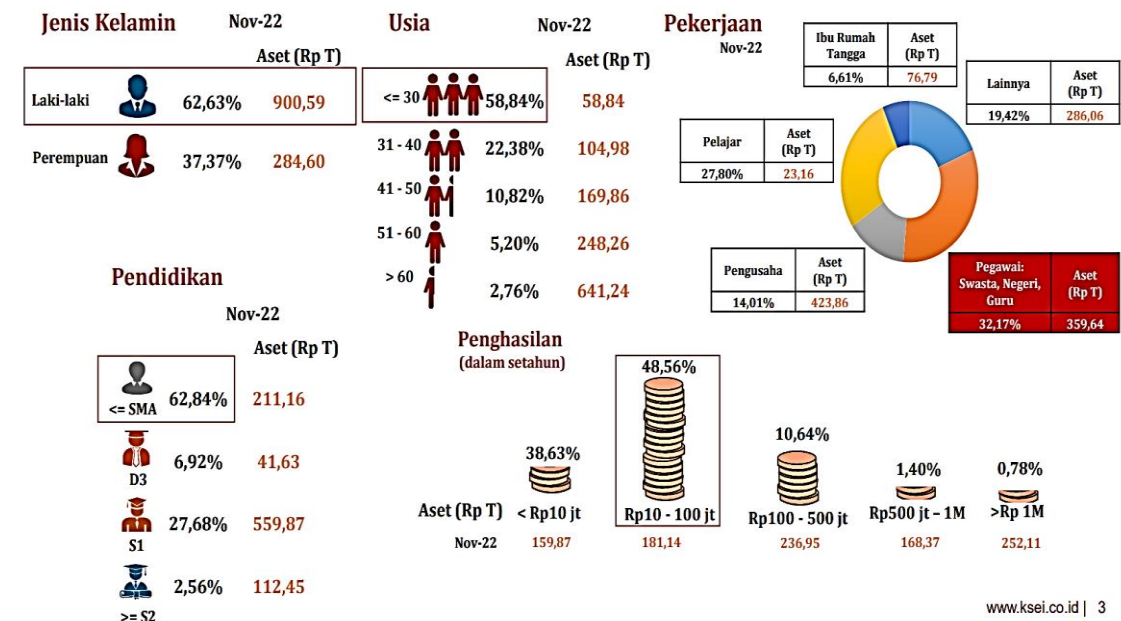 Jenis Kelamin
Nov-22
Aset (Rp T)
Laki-laki
62,63%
900,59
Perempuan
37,37%
284,60
Usia
Nov-22
Aset (Rp T)
<= 30
58,84%
58,84
31 - 40
22,38%
104,98
41 - 50
10,82%
169,86
51 - 60
5,20%
248,26
> 60
2,76%
641,24
Pekerjaan
Nov-22
Ibu Rumah
Tangga
Aset
(Rp T)
6,61%
76,79
Lainnya
Aset
(Rp T)
19,42%
286,06
Pelajar
Aset
(Rp T)
27,80%
23,16
Pengusaha
Aset
(Rp T)
14,01%
423,86
Pegawai:
Swasta, Negeri,
Guru
Aset
(Rp T)
32,17%
359,64
Pendidikan
Nov-22
Aset (Rp T)
<= SMA
62,84%
211,16
D3
6,92%
41,63
S1
27,68%
559,87
>= S2
2,56%
112,45
Penghasilan
(dalam setahun)
38,63%
48,56%
10,64%
1,40%
0,78%
Aset (Rp T)
< Rp10 jt
Rp10 - 100 jt
Rp100 - 500 jt
Rp500 jt – 1M
>Rp 1M
Nov-22
159,87
181,14
236,95
168,37
252,11
www.ksei.co.id | 3